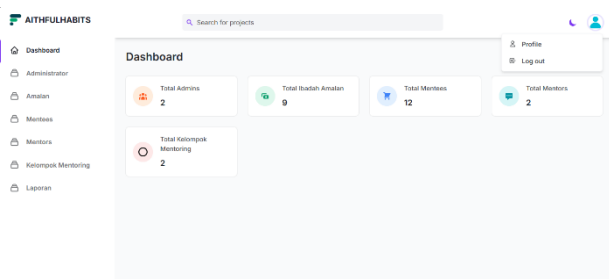 AITHFULHABITS
Search for projects
Profile
Log out
Dashboard
Administrator
Amalan
Mentees
Mentors
Kelompok Mentoring
Laporan
Dashboard
Total Admins
2
Total Ibadah Amalan
9
Total Mentees
12
Total Mentors
2
Total Kelompok
Mentoring
2